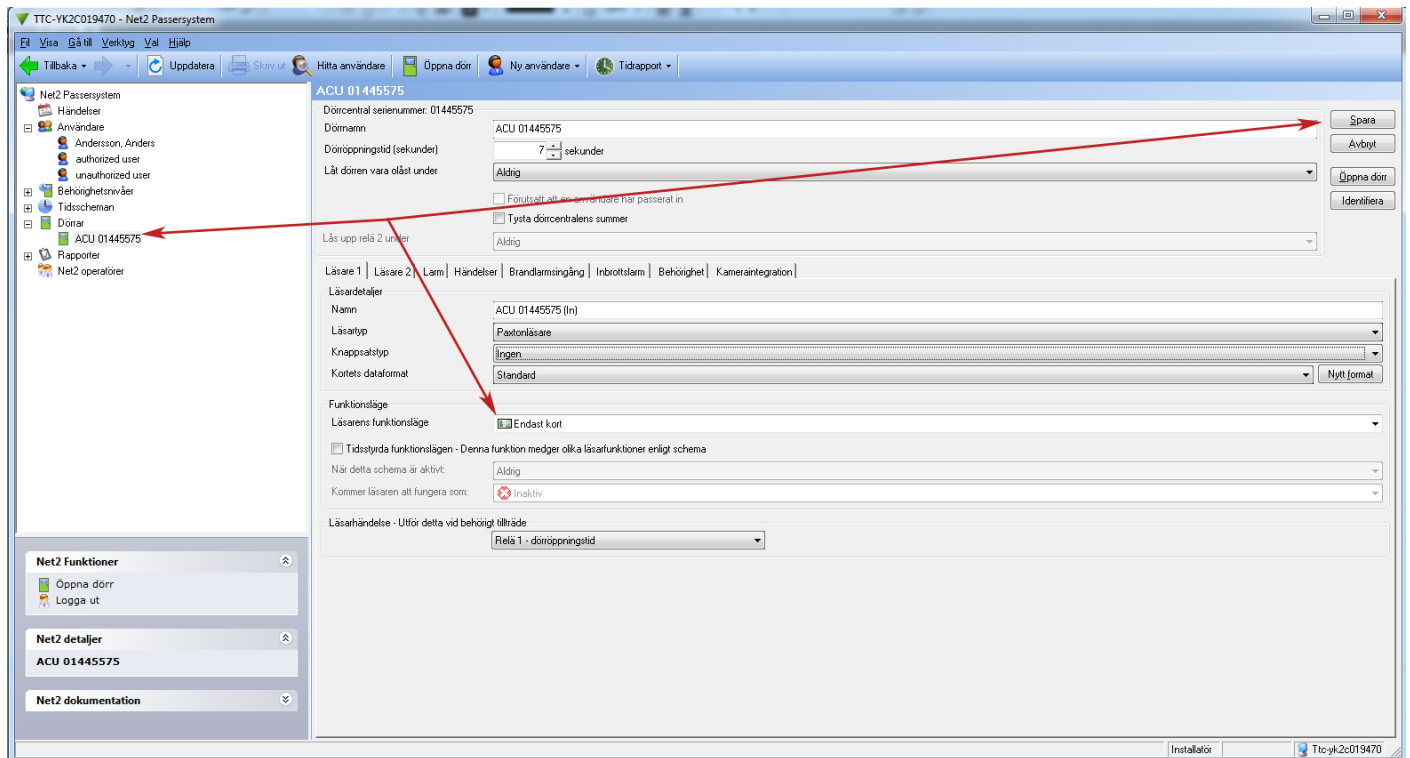 TTC-YK2C019470 - Net2 Passersystem
Fil Visa Gå till Verktyg Val Hjälp
Tillbaka Uppdatera Skriv ut Hitta användare Öppna dörr Ny användare Tidrapport
Net2 Passersystem
Händelser
Användare
Andersson, Anders
authorized user
unauthorized user
Behörighetsnivåer
Tidsscheman
Dörrar
ACU 01445575
Rapporter
Net2 operatörer
Net2 Funktioner
Öppna dörr
Logga ut
Net2 detaljer
ACU 01445575
Net2 dokumentation
ACU 01445575
Dörrcentral serienummer: 01445575
Dörrnamn ACU 01445575
Dörröppningstid (sekunder) 7 sekunder
Låt dörren vara olåst under Aldrig
Förutsatt att en användare har passerat in
Tysta dörrcentralens summer
Lås upp relä 2 under Aldrig
Spara
Avbryt
Öppna dörr
Identifiera
Läsare 1 Läsare 2 Larm Händelser Brandlarmsingång Inbrottslarm Behörighet Kameraintegration
Läsardetaljer
Namn ACU 01445575 (In)
Läsartyp Paxtonläsare
Knappsatstyp Ingen
Kortets dataformat Standard Nytt format
Funktionsläge
Läsarens funktionsläge Endast kort
Tidsstyrda funktionslägen - Denna funktion medger olika läsarfunktioner enligt schema
När detta schema är aktivt: Aldrig
Kommer läsaren att fungera som: Inaktiv
Läsarhändelse - Utför detta vid behörigt tillträde
Relä 1 - dörröppningstid
Installatör Ttc-yk2c019470